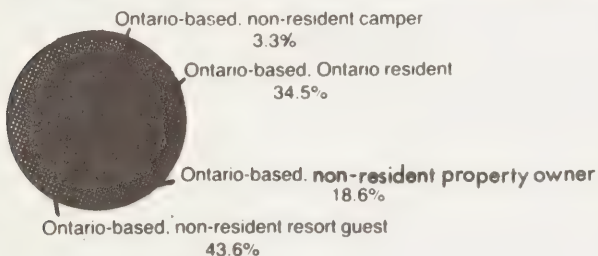 Ontario-based. non-resident camper
3.3%
Ontario-based. Ontario resident
34.5%
Ontario-based. non-resident property owner
18.6%
Ontario-based. non-resident resort guest
43.6%